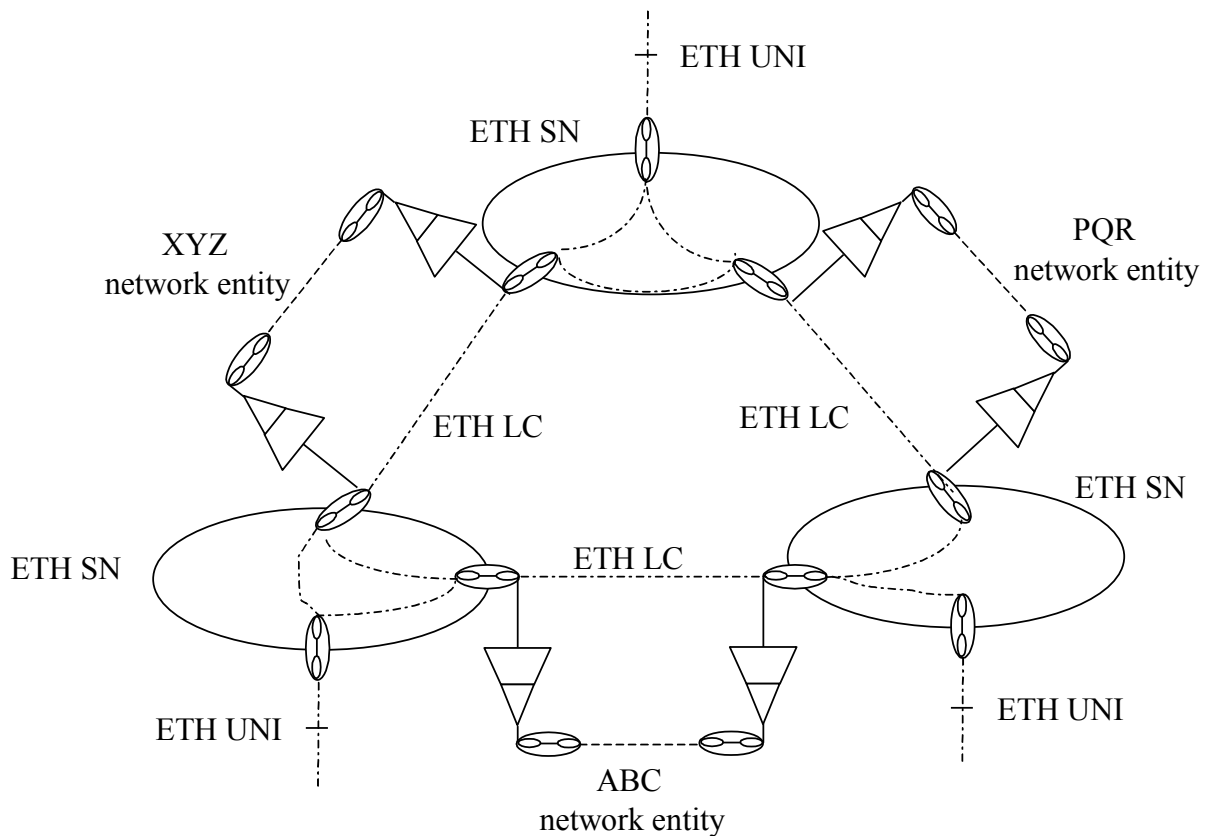 ETH UNI
ETH SN
XYZ
network entity
PQR
network entity
ETH LC
ETH LC
ETH SN
ETH SN
ETH LC
ETH UNI
ETH UNI
ABC
network entity